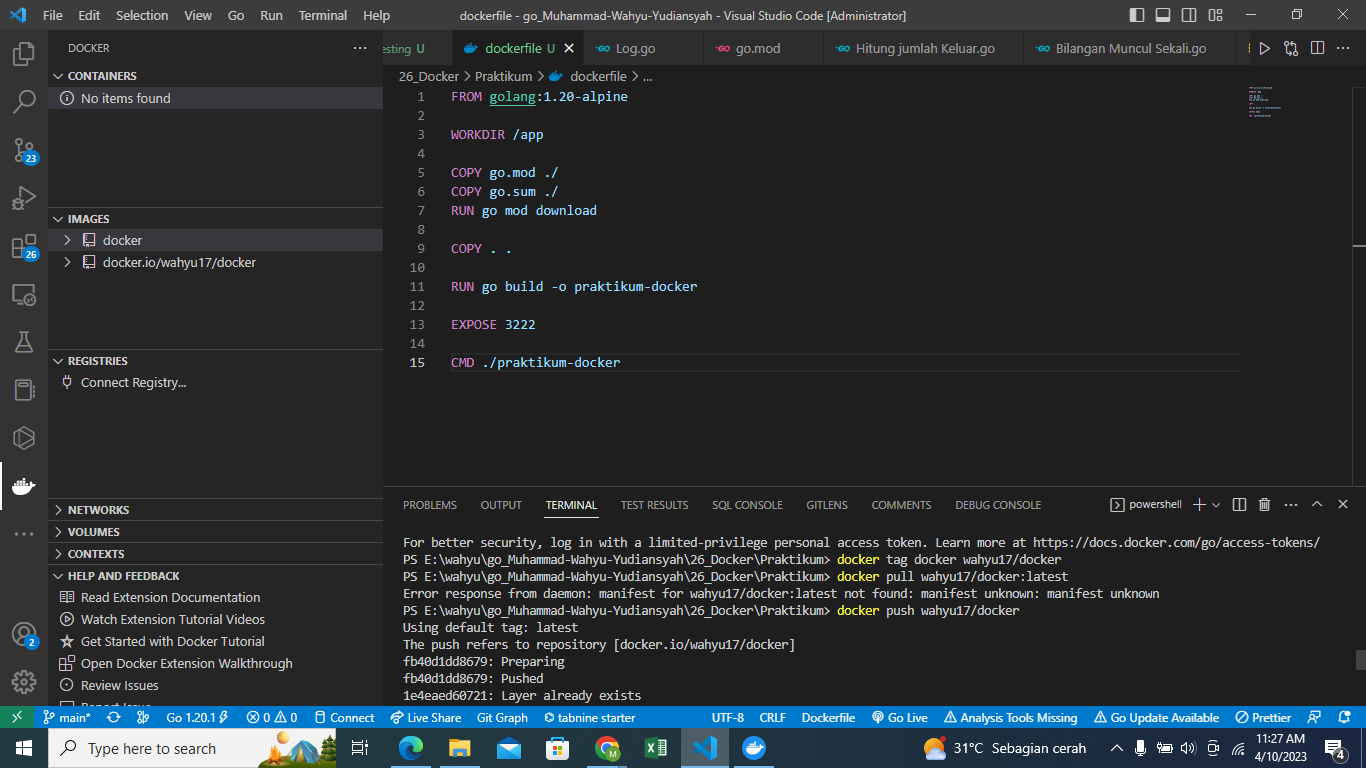 File Edit Selection View Go Run Terminal Help
dockerfile - go_Muhammad-Wahyu-Yudiansyah - Visual Studio Code [Administrator]
DOCKER
CONTAINERS
No items found
IMAGES
docker
docker.io/wahyu17/docker
REGISTRIES
Connect Registry...
NETWORKS
VOLUMES
CONTEXTS
HELP AND FEEDBACK
Read Extension Documentation
Watch Extension Tutorial Videos
Get Started with Docker Tutorial
Open Docker Extension Walkthrough
Review Issues
Report Issue
23
26
2
esting U dockerfile U Log.go go.mod Hitung jumlah Keluar.go Bilangan Muncul Sekali.go
26_Docker > Praktikum > dockerfile > ...
1 FROM golang:1.20-alpine
2
3 WORKDIR /app
4
5 COPY go.mod ./
6 COPY go.sum ./
7 RUN go mod download
8
9 COPY . .
10
11 RUN go build -o praktikum-docker
12
13 EXPOSE 3222
14
15 CMD ./praktikum-docker
PROBLEMS OUTPUT TERMINAL TEST RESULTS SQL CONSOLE GITLENS COMMENTS DEBUG CONSOLE powershell
For better security, log in with a limited-privilege personal access token. Learn more at https://docs.docker.com/go/access-tokens/
PS E:\wahyu\go_Muhammad-Wahyu-Yudiansyah\26_Docker\Praktikum> docker tag docker wahyu17/docker
PS E:\wahyu\go_Muhammad-Wahyu-Yudiansyah\26_Docker\Praktikum> docker pull wahyu17/docker:latest
Error response from daemon: manifest for wahyu17/docker:latest not found: manifest unknown: manifest unknown
PS E:\wahyu\go_Muhammad-Wahyu-Yudiansyah\26_Docker\Praktikum> docker push wahyu17/docker
Using default tag: latest
The push refers to repository [docker.io/wahyu17/docker]
fb40d1dd8679: Preparing
fb40d1dd8679: Pushed
1e4eaed60721: Layer already exists
main* Go 1.20.1 0 0 Connect Live Share Git Graph tabnine starter UTF-8 CRLF Dockerfile Go Live Analysis Tools Missing Go Update Available Prettier
Type here to search
31°C Sebagian cerah
11:27 AM
4/10/2023
4